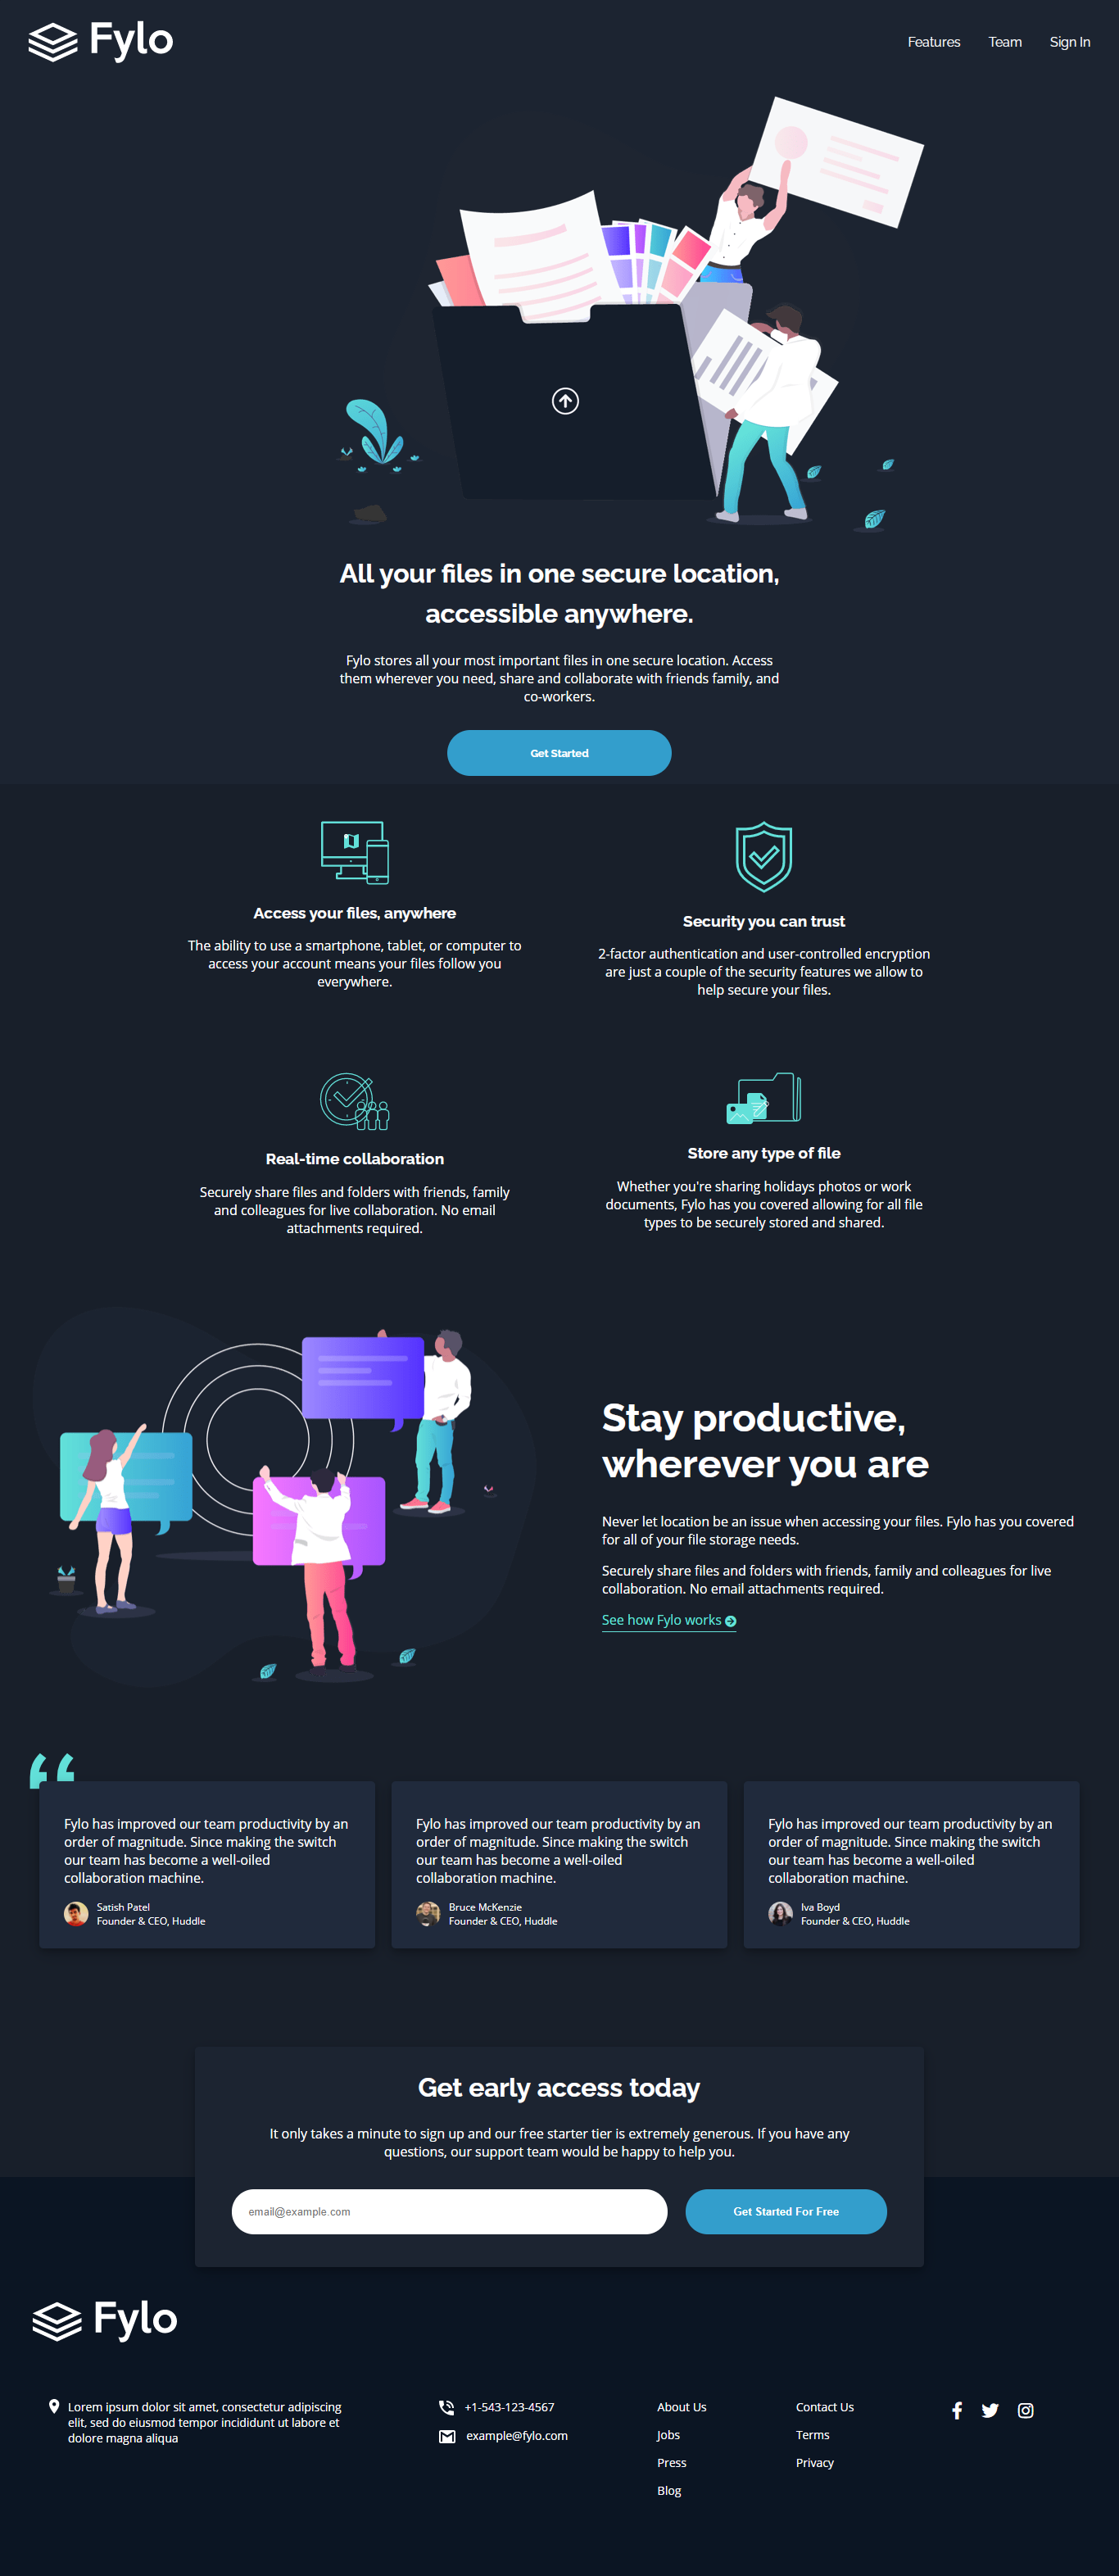 Fylo
Features
Team
Sign In
All your files in one secure location,
accessible anywhere.
Fylo stores all your most important files in one secure location. Access
them wherever you need, share and collaborate with friends family, and
co-workers.
Get Started
Access your files, anywhere
The ability to use a smartphone, tablet, or computer to
access your account means your files follow you
everywhere.
Security you can trust
2-factor authentication and user-controlled encryption
are just a couple of the security features we allow to
help secure your files.
Real-time collaboration
Securely share files and folders with friends, family
and colleagues for live collaboration. No email
attachments required.
Store any type of file
Whether you're sharing holidays photos or work
documents, Fylo has you covered allowing for all file
types to be securely stored and shared.
Stay productive,
wherever you are
Never let location be an issue when accessing your files. Fylo has you covered
for all of your file storage needs.
Securely share files and folders with friends, family and colleagues for live
collaboration. No email attachments required.
See how Fylo works
Fylo has improved our team productivity by an
order of magnitude. Since making the switch
our team has become a well-oiled
collaboration machine.
Satish Patel
Founder & CEO, Huddle
Fylo has improved our team productivity by an
order of magnitude. Since making the switch
our team has become a well-oiled
collaboration machine.
Bruce McKenzie
Founder & CEO, Huddle
Fylo has improved our team productivity by an
order of magnitude. Since making the switch
our team has become a well-oiled
collaboration machine.
Iva Boyd
Founder & CEO, Huddle
Get early access today
It only takes a minute to sign up and our free starter tier is extremely generous. If you have any
questions, our support team would be happy to help you.
email@example.com
Get Started For Free
Fylo
Lorem ipsum dolor sit amet, consectetur adipiscing
elit, sed do eiusmod tempor incididunt ut labore et
dolore magna aliqua
+1-543-123-4567
example@fylo.com
About Us
Jobs
Press
Blog
Contact Us
Terms
Privacy